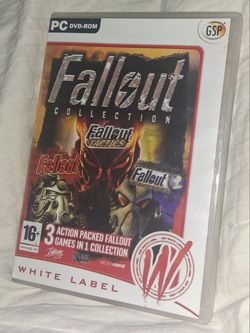 PC DVD-ROM
GSP
Fallout
COLLECTION
Fallout
TACTICS
Fallout
Fallout
3 ACTION PACKED FALLOUT
GAMES IN 1 COLLECTION
16+
Interplay
WHITE LABEL